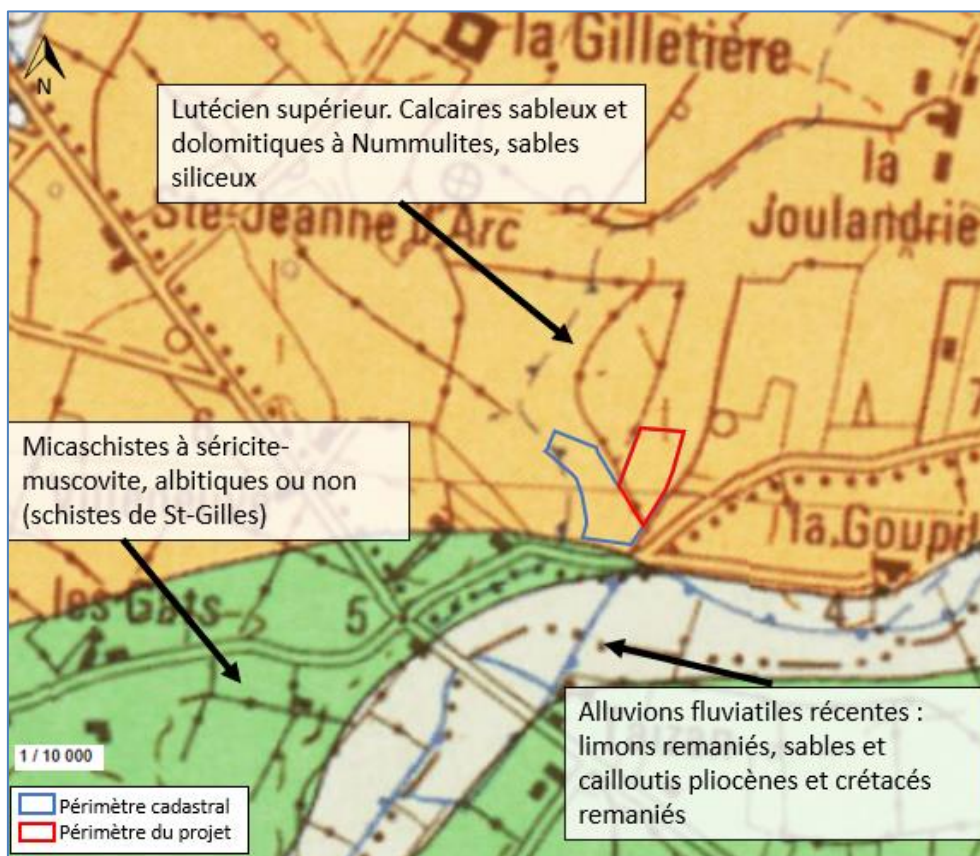 la Gilletière
N
Lutécien supérieur. Calcaires sableux et
dolomitiques à Nummulites, sables
siliceux
la
Joulandrie
Ste-Jeanne d'Arc
Micaschistes à séricite-
muscovite, albitiques ou non
(schistes de St-Gilles)
la Goupi
les Gâts
5
4
Alluvions fluviatiles récentes :
limons remaniés, sables et
cailloutis pliocènes et crétacés
remaniés
1 / 10 000
Périmètre cadastral
Périmètre du projet